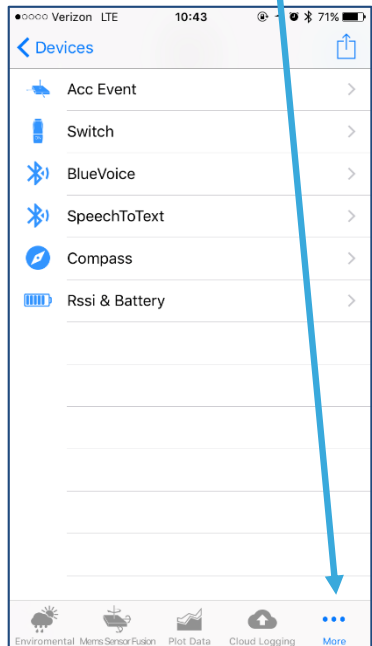 Verizon LTE 10:43 71%
Devices
Acc Event
Switch
BlueVoice
SpeechToText
Compass
Rssi & Battery
Enviromental Mems Sensor Fusion Plot Data Cloud Logging More